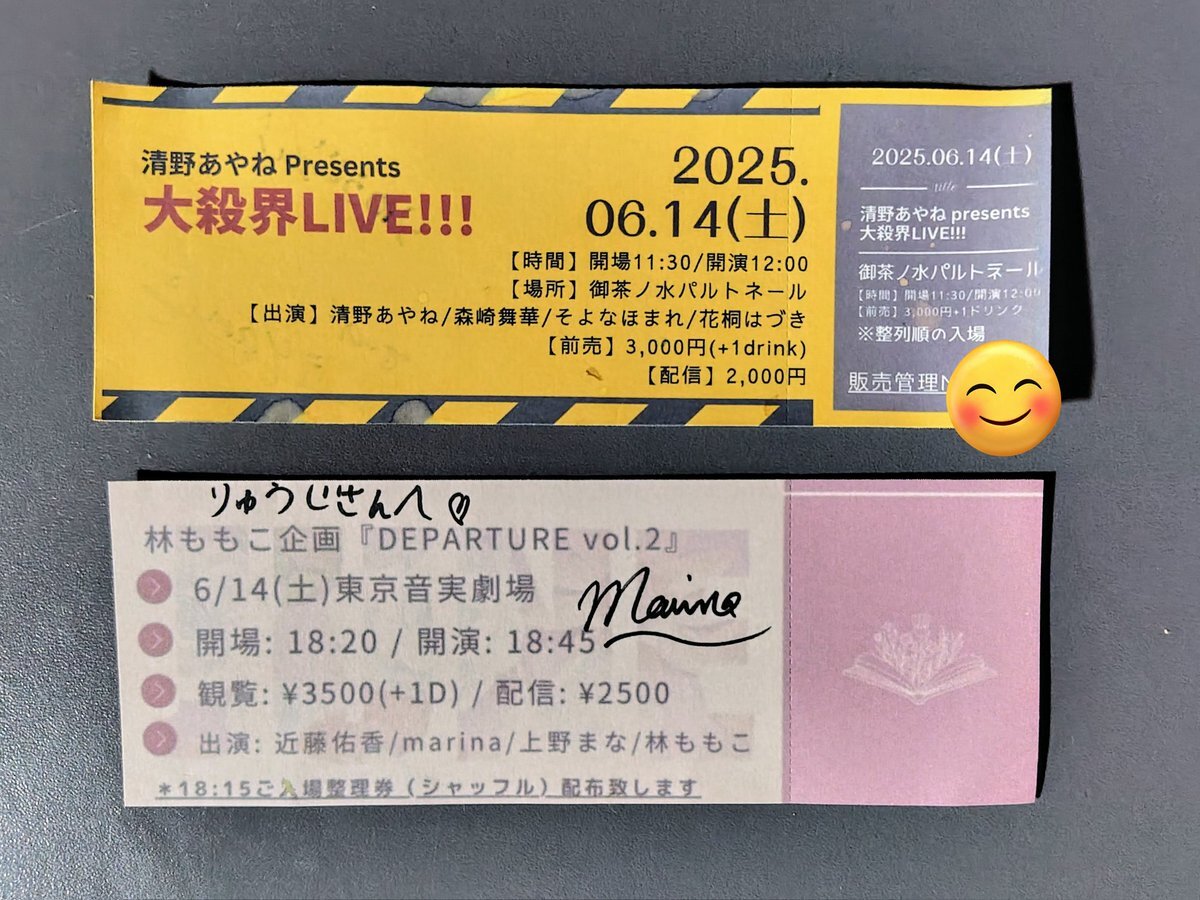 清野あやね Presents
大殺界LIVE!!!
2025.
06.14(土)
【時間】開場11:30/開演12:00
【場所】御茶ノ水パルトネール
【出演】清野あやね/森崎舞華/そよなほまれ/花桐はづき
【前売】3,000円(+1drink)
【配信】2,000円
2025.06.14(土)
title
清野あやね presents
大殺界LIVE!!!
御茶ノ水パルトネール
【時間】開場11:30/開演12:00
【前売】3,000円+1ドリンク
※整列順の入場
販売管理N
りゅうじさんへ♡
林ももこ企画『DEPARTURE vol.2』
6/14(土)東京音実劇場
marina
開場: 18:20 / 開演: 18:45
観覧: ¥3500(+1D) / 配信: ¥2500
出演: 近藤佑香/marina/上野まな/林ももこ
*18:15ご入場整理券（シャッフル）配布致します